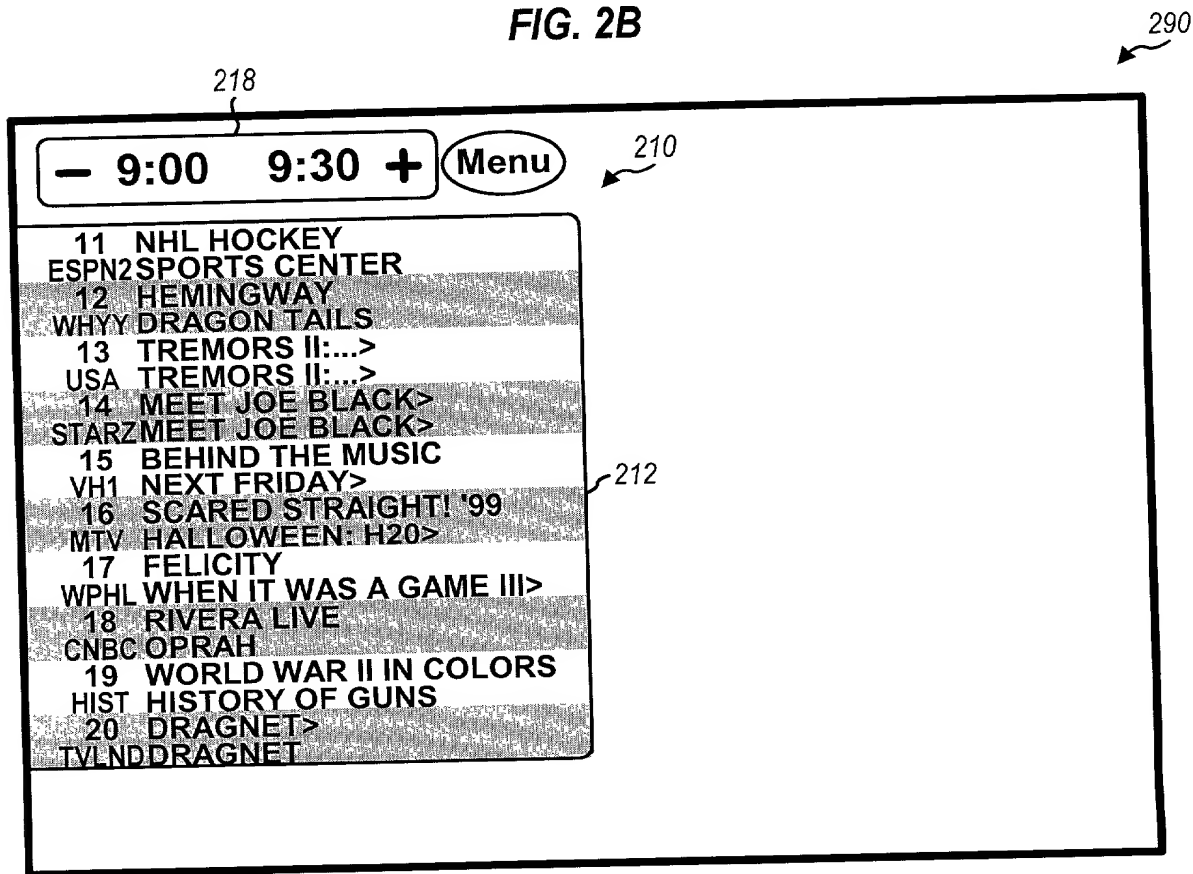 FIG. 2B
290
218
− 9:00 9:30 + Menu
210
11 NHL HOCKEY
ESPN2 SPORTS CENTER
12 HEMINGWAY
WHYY DRAGON TAILS
13 TREMORS II:...>
USA TREMORS II:...>
14 MEET JOE BLACK>
STARZ MEET JOE BLACK>
15 BEHIND THE MUSIC
VH1 NEXT FRIDAY>
212
16 SCARED STRAIGHT! '99
MTV HALLOWEEN: H20>
17 FELICITY
WPHL WHEN IT WAS A GAME III>
18 RIVERA LIVE
CNBC OPRAH
19 WORLD WAR II IN COLORS
HIST HISTORY OF GUNS
20 DRAGNET>
TVLND DRAGNET